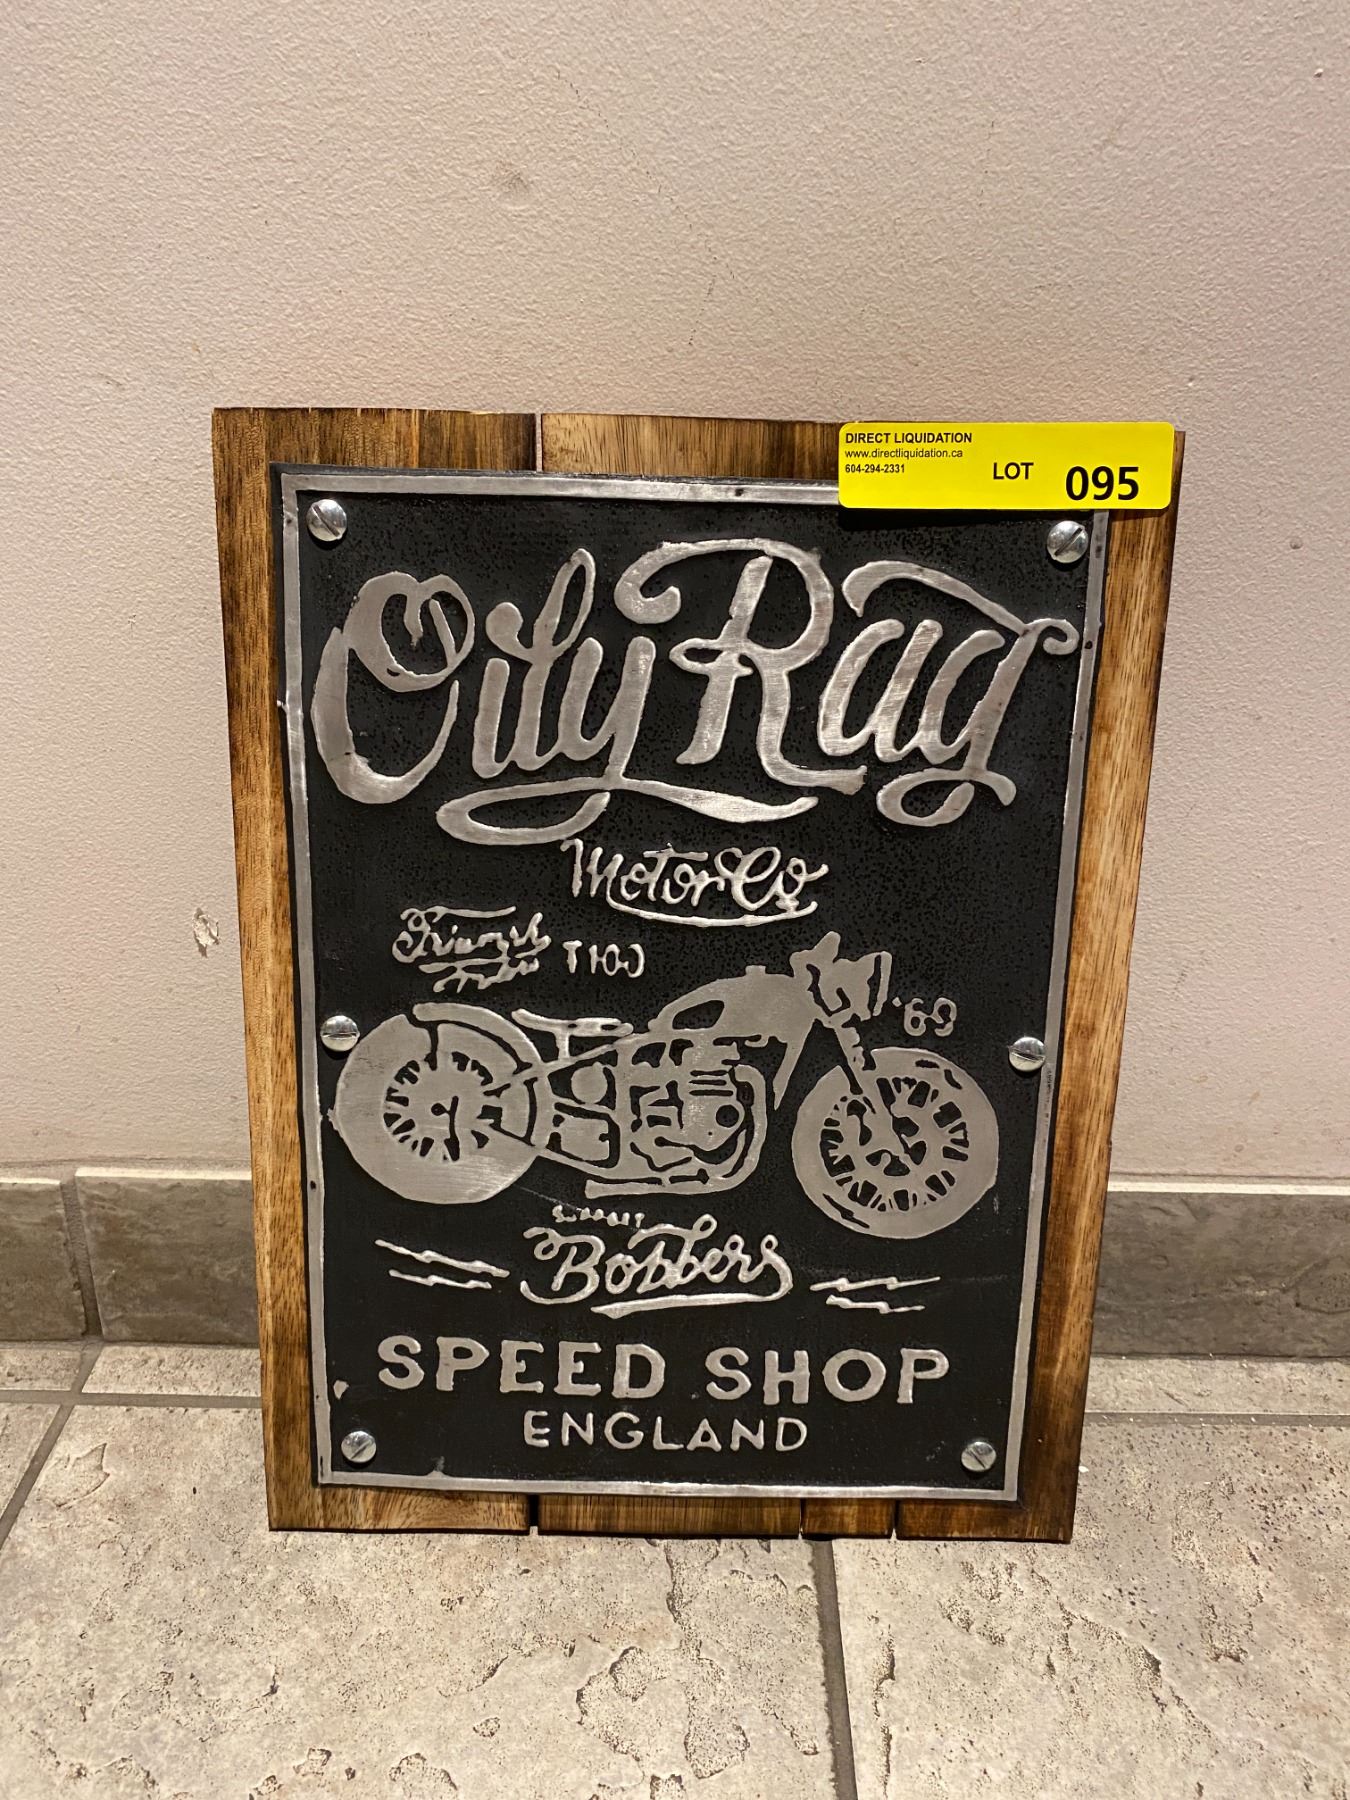 DIRECT LIQUIDATION
www.directliquidation.ca
604-294-2331
LOT 095
Oily Rag
Motor Co
Triumph
T100
'69
Bobbers
SPEED SHOP
ENGLAND